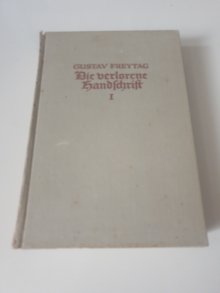 GUSTAV FREYTAG
Die verlorene
Handschrift
I